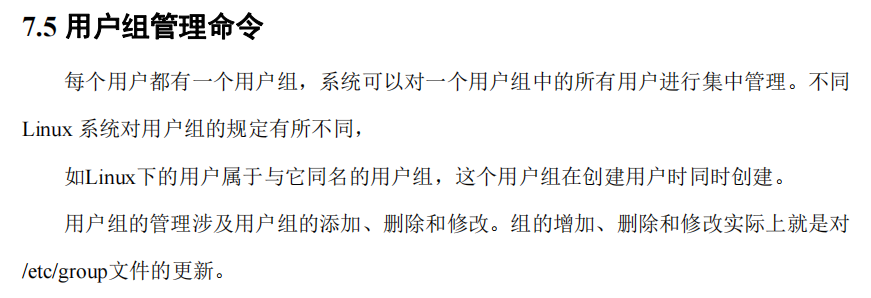 7.5 用户组管理命令
每个用户都有一个用户组，系统可以对一个用户组中的所有用户进行集中管理。不同
Linux 系统对用户组的规定有所不同，
如Linux下的用户属于与它同名的用户组，这个用户组在创建用户时同时创建。
用户组的管理涉及用户组的添加、删除和修改。组的增加、删除和修改实际上就是对
/etc/group文件的更新。